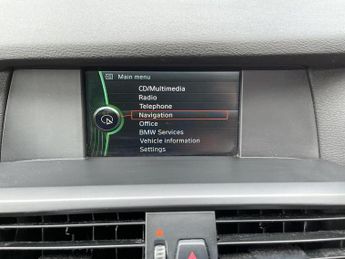 Main menu
CD/Multimedia
Radio
Telephone
Navigation
Office
BMW Services
Vehicle information
Settings